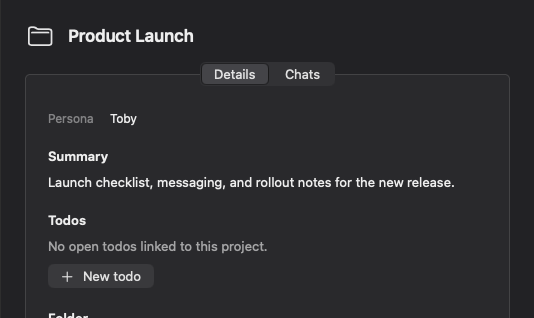 Product Launch
Details Chats
Persona Toby
Summary
Launch checklist, messaging, and rollout notes for the new release.
Todos
No open todos linked to this project.
+ New todo
Folder